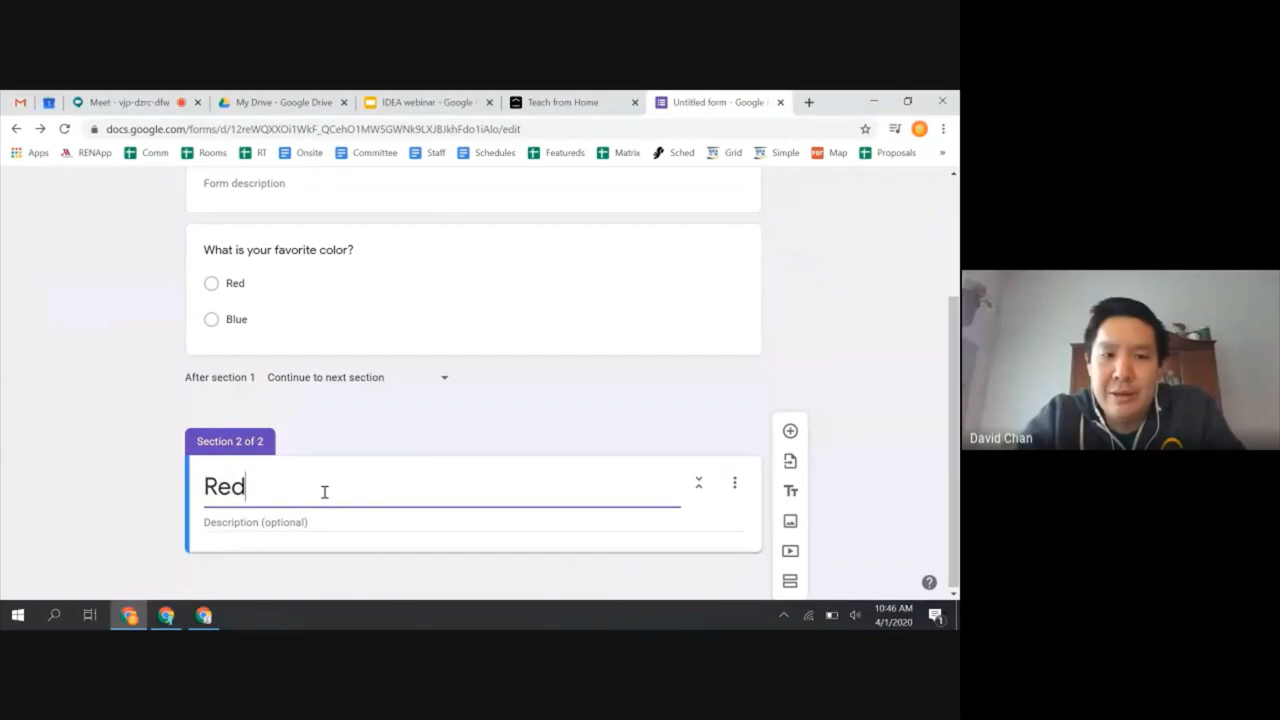 Meet - vjp-dzrc-dfw
My Drive - Google Drive
IDEA webinar - Google
Teach from Home
Untitled form - Google
docs.google.com/forms/d/12reWQXXOi1WkF_QCehO1MW5GWNk9LXJBJkhFdo1iAlo/edit
Apps RENApp Comm Rooms RT Onsite Committee Staff Schedules Featureds Matrix Sched Grid Simple PDF Map Proposals »
Form description
What is your favorite color?
Red
Blue
After section 1 Continue to next section
Section 2 of 2
Red
Description (optional)
David Chan
10:46 AM
4/1/2020